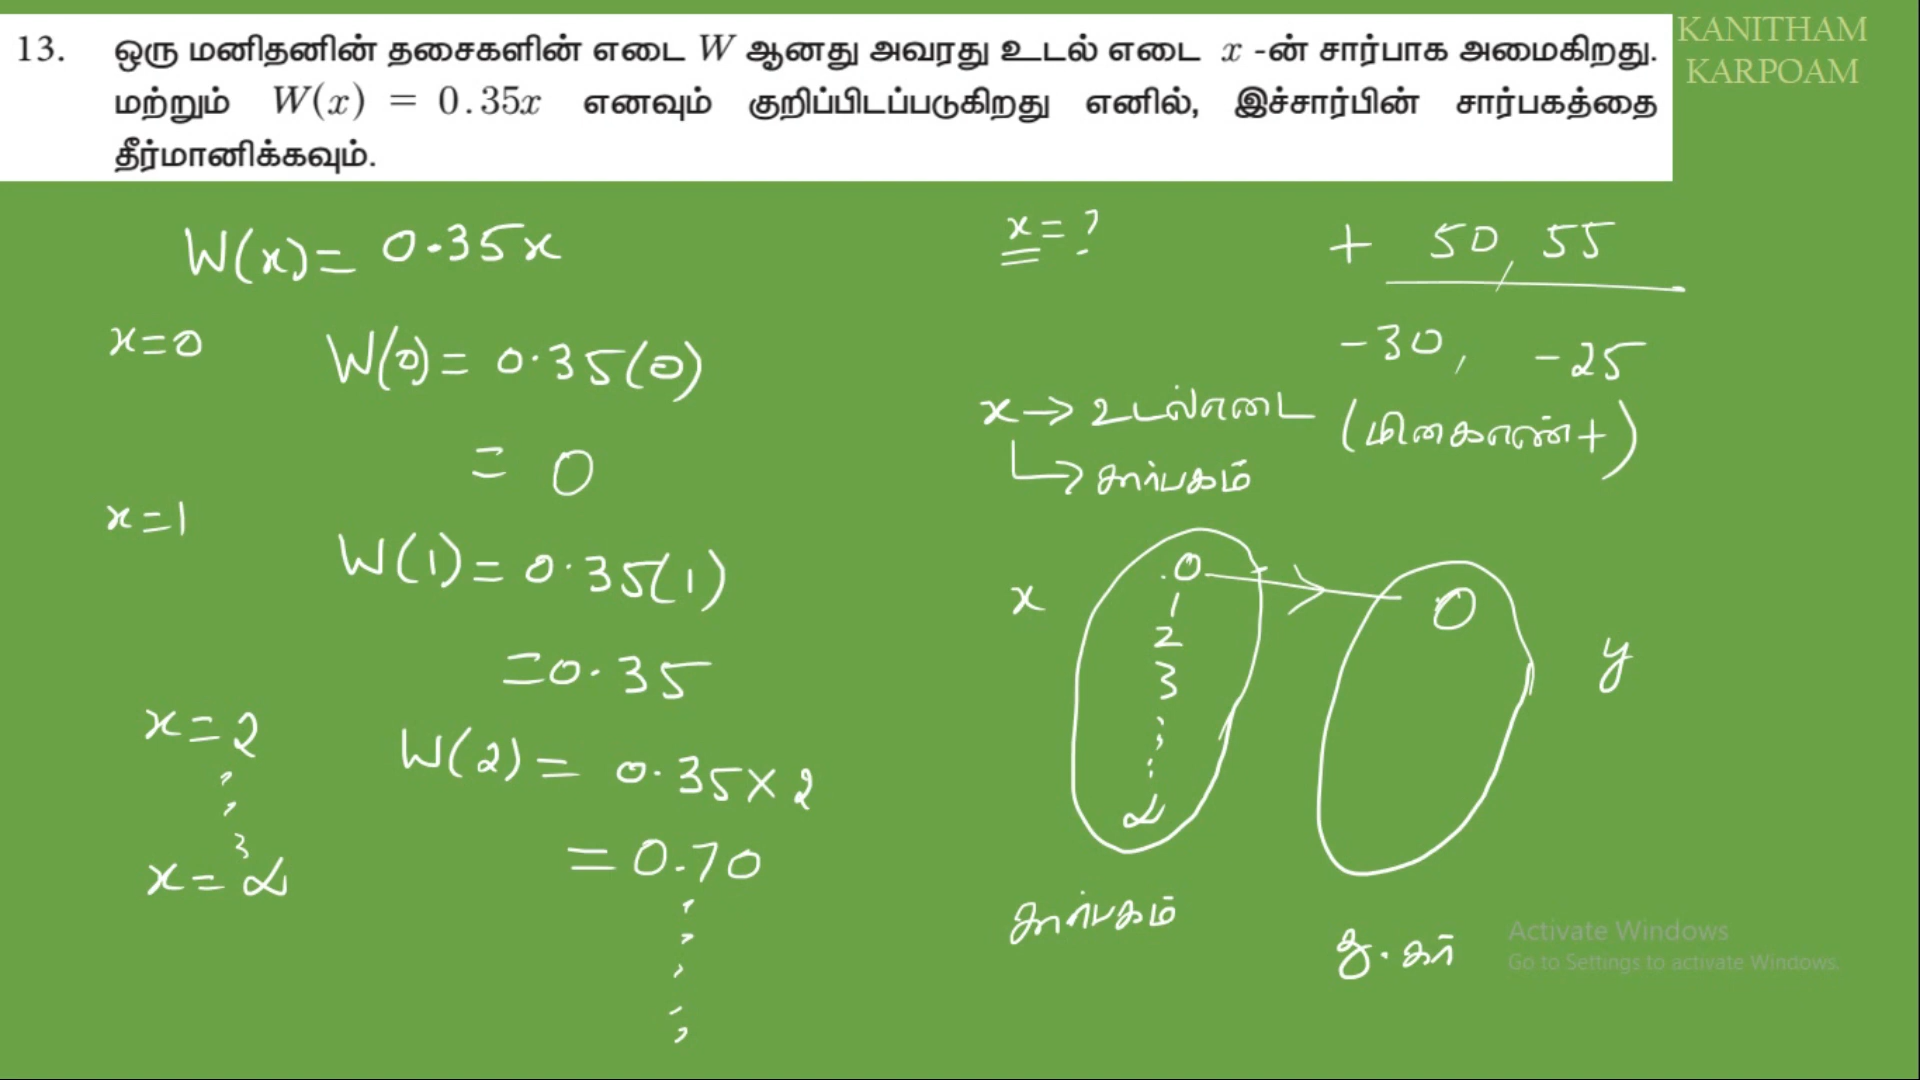 KANITHAM
KARPOAM
13. ஒரு மனிதனின் தசைகளின் எடை W ஆனது அவரது உடல் எடை x -ன் சார்பாக அமைகிறது.
மற்றும் W(x) = 0.35x எனவும் குறிப்பிடப்படுகிறது எனில், இச்சார்பின் சார்பகத்தை
தீர்மானிக்கவும்.
W(x) = 0.35x
x=0 W(0) = 0.35(0)
= 0
x=1 W(1) = 0.35(1)
=0.35
x=2 W(2) = 0.35×2
= 0.70
x=∝
x=?
+ 50, 55
-30, -25
x→ உடல்எடை (மிகைஎண்+)
→ சார்பகம்
x
0 0
1
2
3
∝
y
சார்பகம்
Activate Windows
Go to Settings to activate Windows.